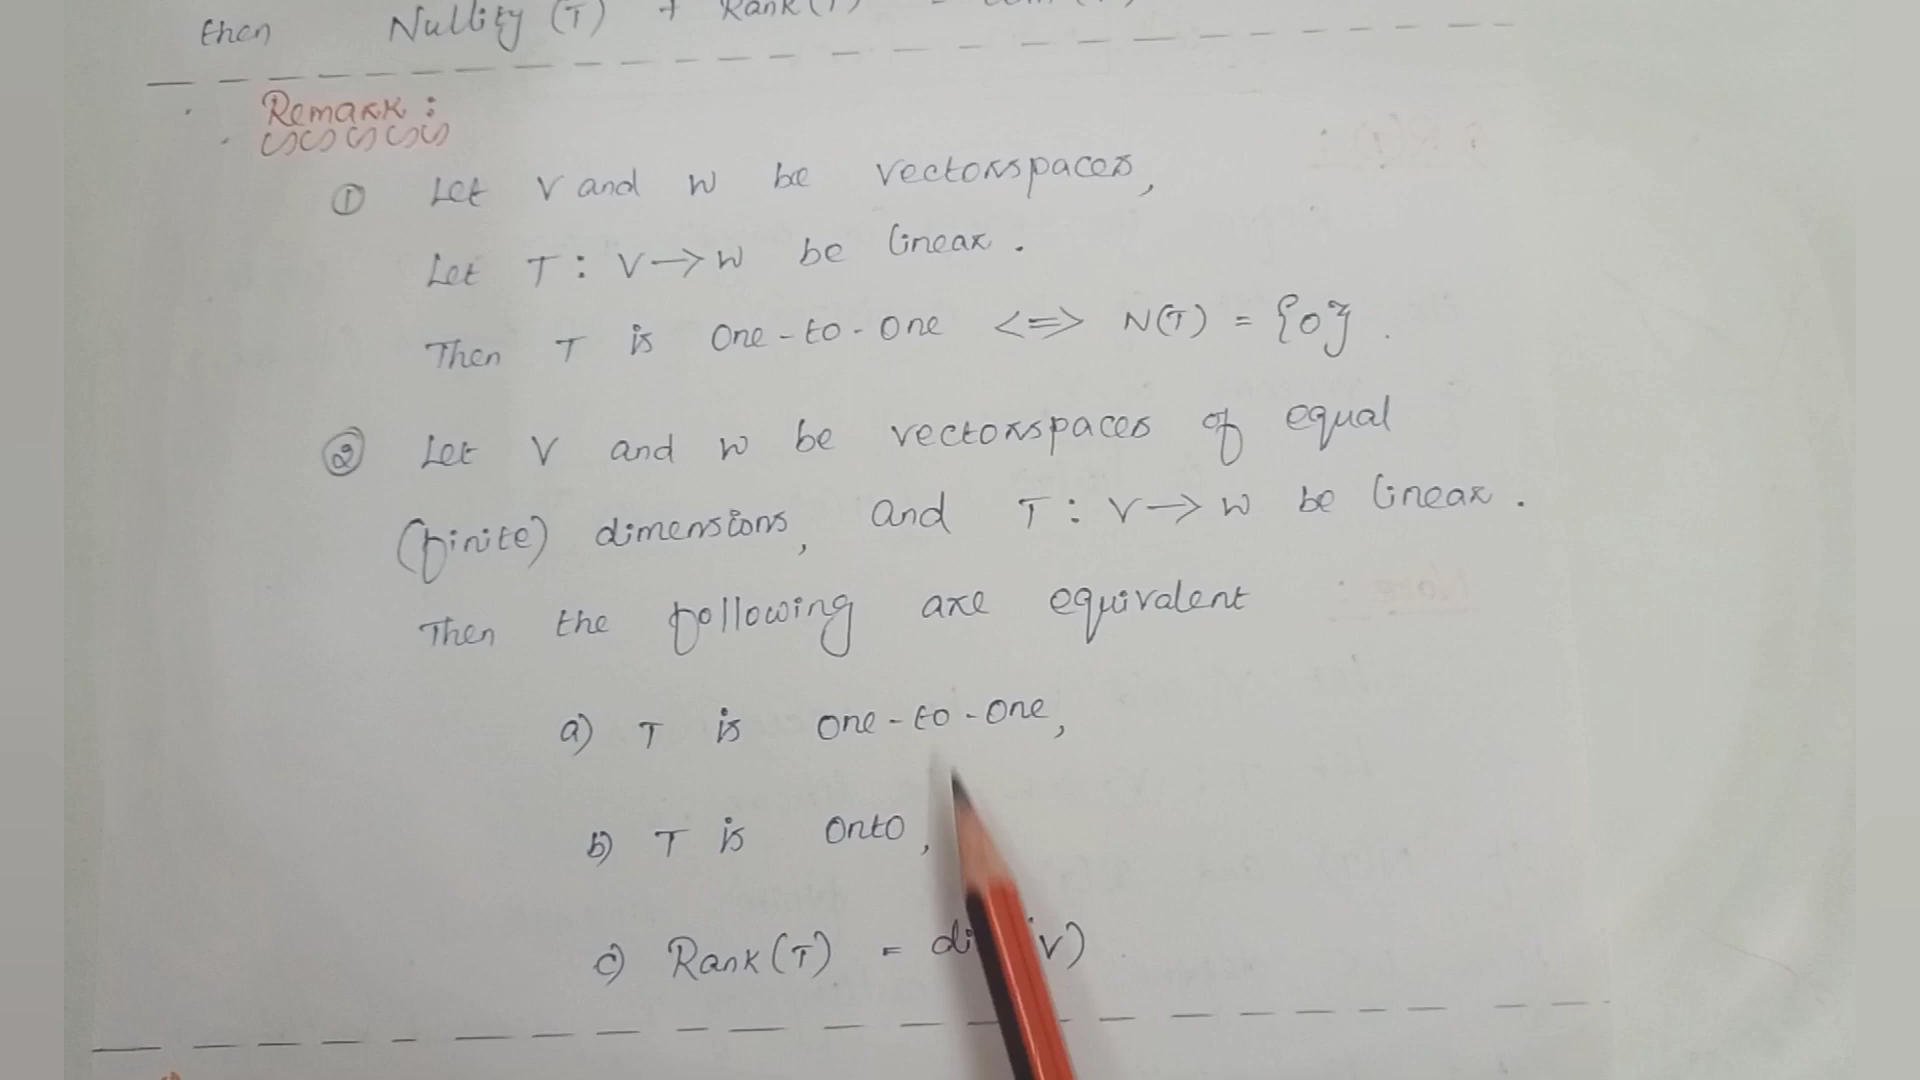 then Nullity (T) + Rank(T) =
Remark :
① Let V and W be vectorspaces,
Let T : V → W be linear .
Then T is one-to-one <=> N(T) = {0} .
② Let V and W be vectorspaces of equal
(finite) dimensions, and T : V → W be linear .
Then the following are equivalent
a) T is one-to-one,
b) T is onto,
c) Rank(T) = di V)